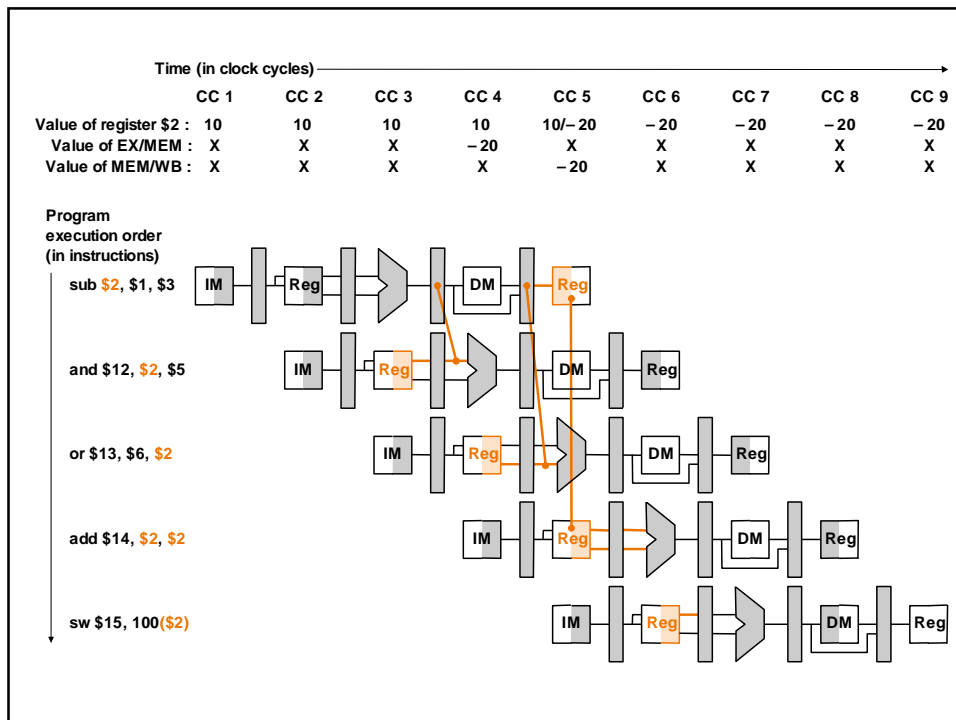 Time (in clock cycles)
CC 1 CC 2 CC 3 CC 4 CC 5 CC 6 CC 7 CC 8 CC 9
Value of register $2 : 10 10 10 10 10/– 20 – 20 – 20 – 20 – 20
Value of EX/MEM : X X X – 20 X X X X X
Value of MEM/WB : X X X X – 20 X X X X
Program
execution order
(in instructions)
sub $2, $1, $3 IM Reg DM Reg
and $12, $2, $5 IM Reg DM Reg
or $13, $6, $2 IM Reg DM Reg
add $14, $2, $2 IM Reg DM Reg
sw $15, 100($2) IM Reg DM Reg